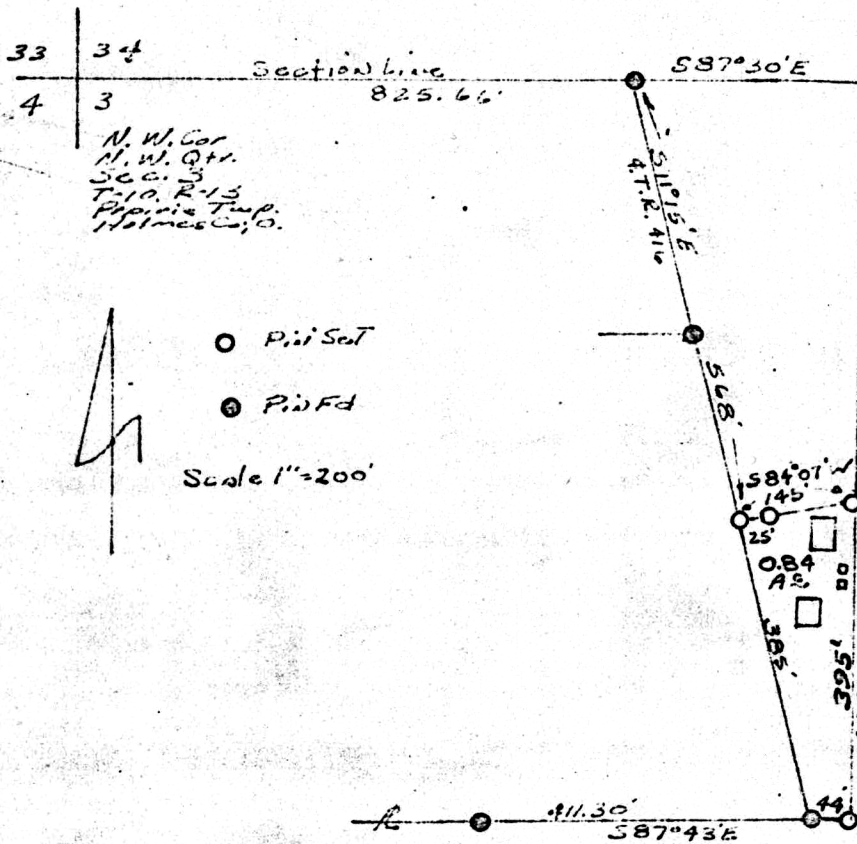 33 34
Section Line S87°30'E
4 3 825.66'
N. W. Cor
N. W. Qtr.
Sec. 3
T-10, R-13
Prairie Twp.
Holmes Co., O.
S11°15'E
T.R. 416
Pin Set
568'
Pin Fd
Scale 1"=200'
S84°07'W
145'
25'
0.84
Ac.
385'
395'
411.30' 44'
S87°43'E